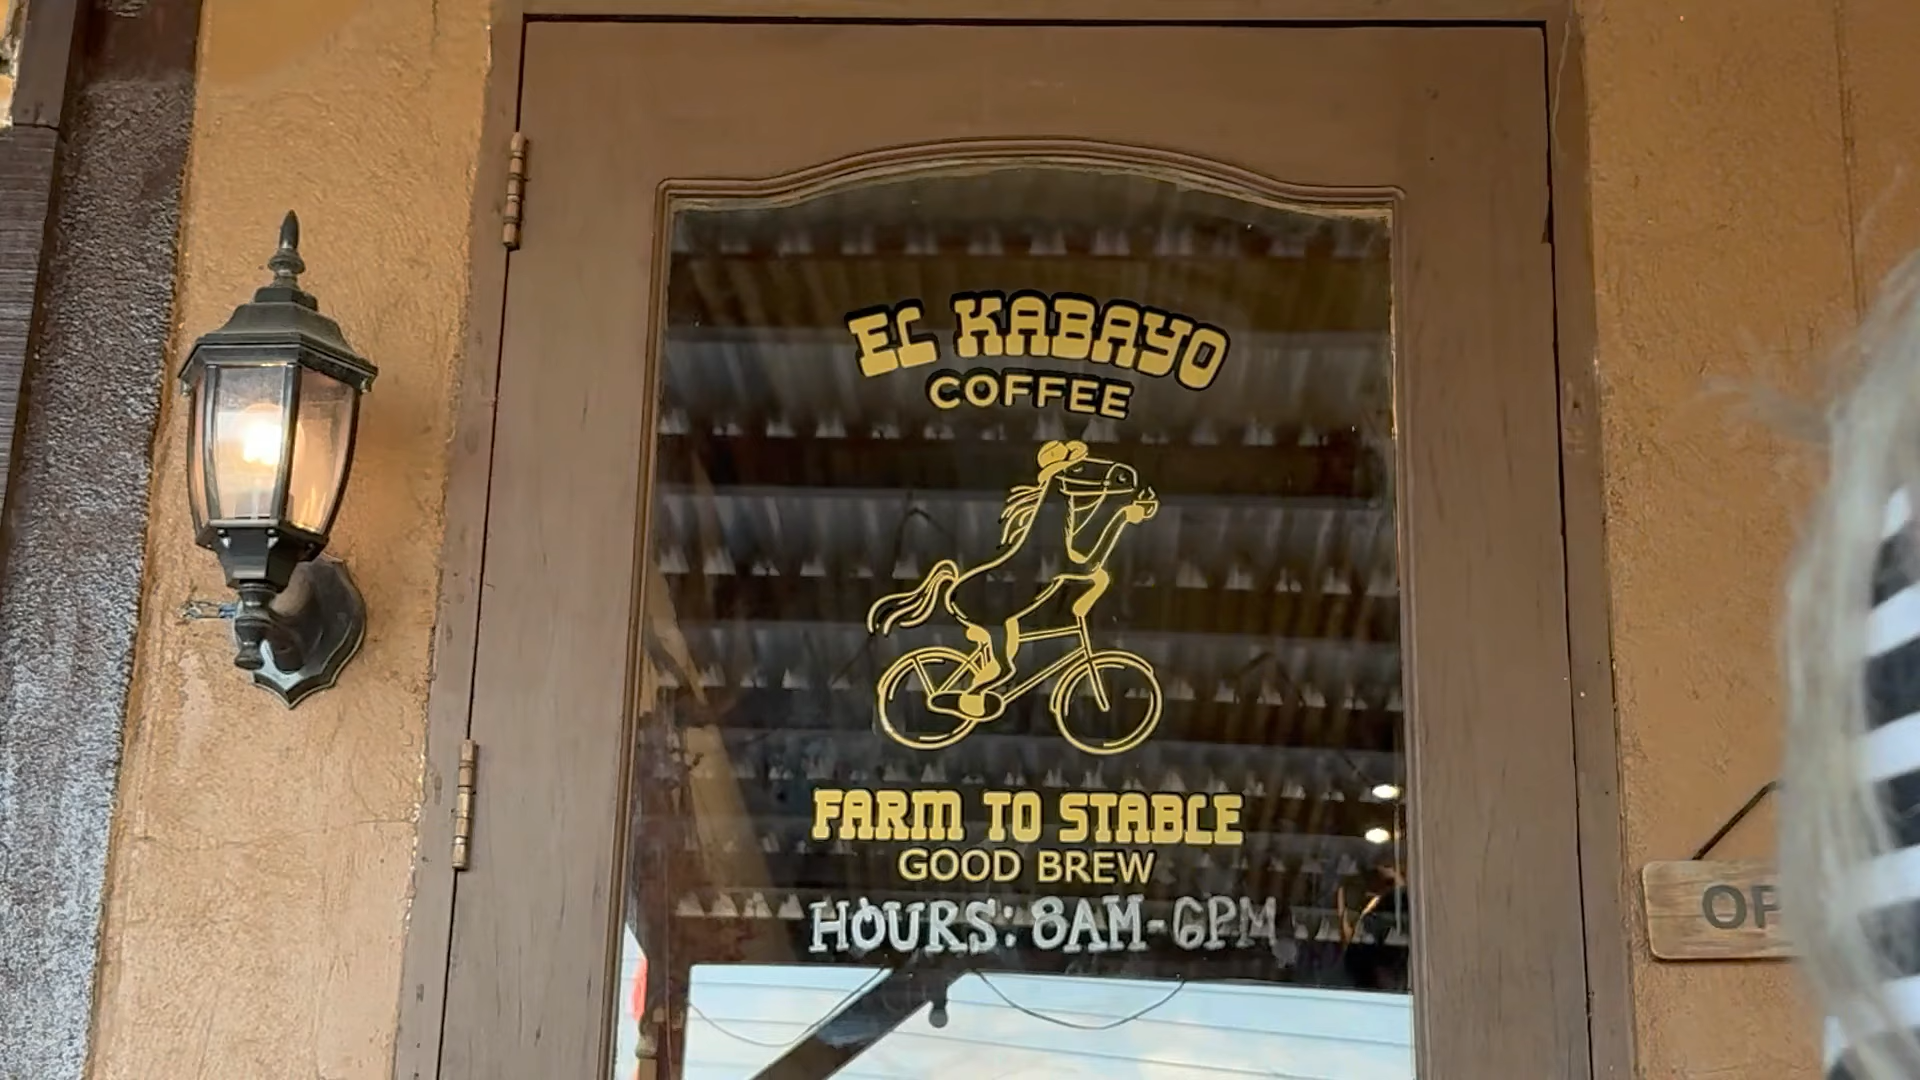 EL KABAYO
COFFEE
FARM TO STABLE
GOOD BREW
HOURS: 8AM-6PM